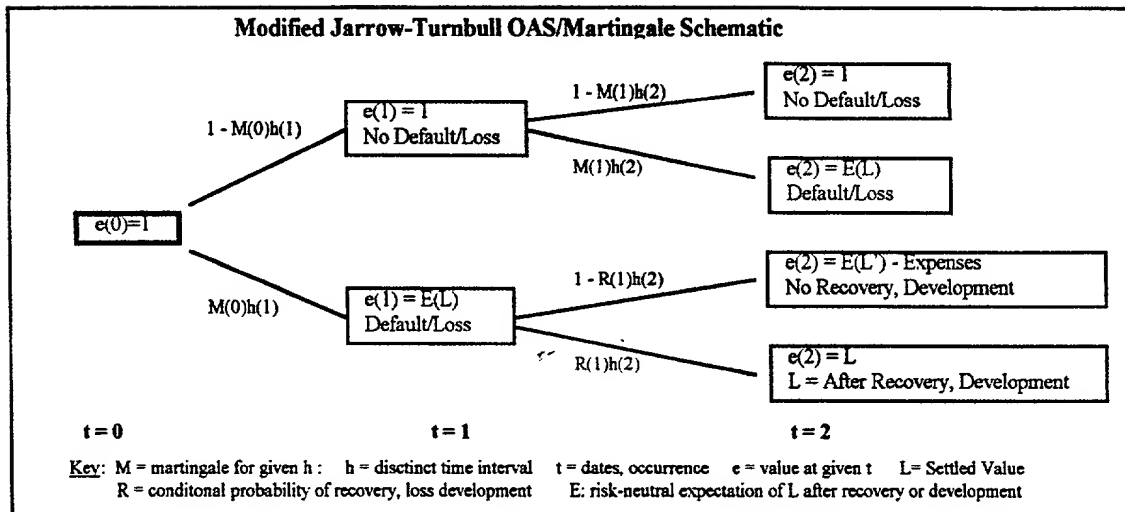 Modified Jarrow-Turnbull OAS/Martingale Schematic
e(2) = 1
No Default/Loss
1 - M(1)h(2)
e(1) = 1
No Default/Loss
1 - M(0)h(1)
M(1)h(2)
e(2) = E(L)
Default/Loss
e(0)=1
e(2) = E(L') - Expenses
No Recovery, Development
1 - R(1)h(2)
M(0)h(1)
e(1) = E(L)
Default/Loss
R(1)h(2)
e(2) = L
L = After Recovery, Development
t = 0 t = 1 t = 2
Key: M = martingale for given h : h = disctinct time interval t = dates, occurrence e = value at given t L= Settled Value
R = conditonal probability of recovery, loss development E: risk-neutral expectation of L after recovery or development